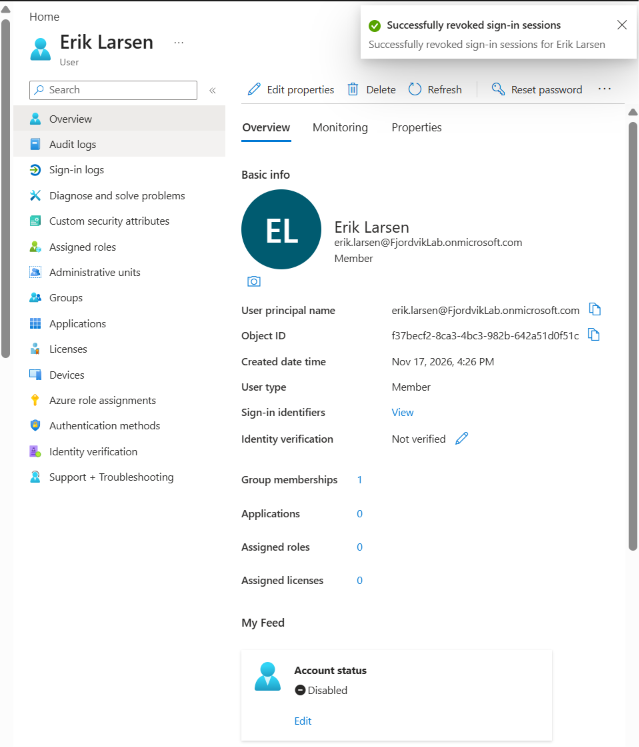 Home
Successfully revoked sign-in sessions
Successfully revoked sign-in sessions for Erik Larsen
Erik Larsen ...
User
Search
«
Edit properties Delete Refresh Reset password ...
Overview
Audit logs
Sign-in logs
Diagnose and solve problems
Custom security attributes
Assigned roles
Administrative units
Groups
Applications
Licenses
Devices
Azure role assignments
Authentication methods
Identity verification
Support + Troubleshooting
Overview Monitoring Properties
Basic info
EL
Erik Larsen
erik.larsen@FjordvikLab.onmicrosoft.com
Member
User principal name erik.larsen@FjordvikLab.onmicrosoft.com
Object ID f37becf2-8ca3-4bc3-982b-642a51d0f51c
Created date time Nov 17, 2026, 4:26 PM
User type Member
Sign-in identifiers View
Identity verification Not verified
Group memberships 1
Applications 0
Assigned roles 0
Assigned licenses 0
My Feed
Account status
Disabled
Edit